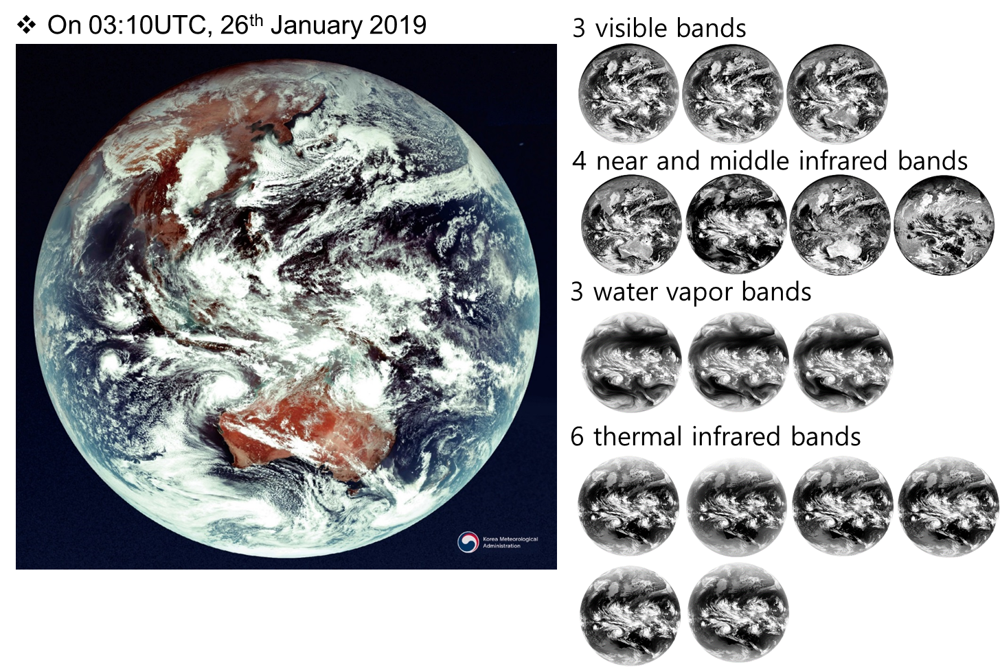 ❖ On 03:10UTC, 26th January 2019
3 visible bands
4 near and middle infrared bands
3 water vapor bands
6 thermal infrared bands
Korea Meteorological
Administration